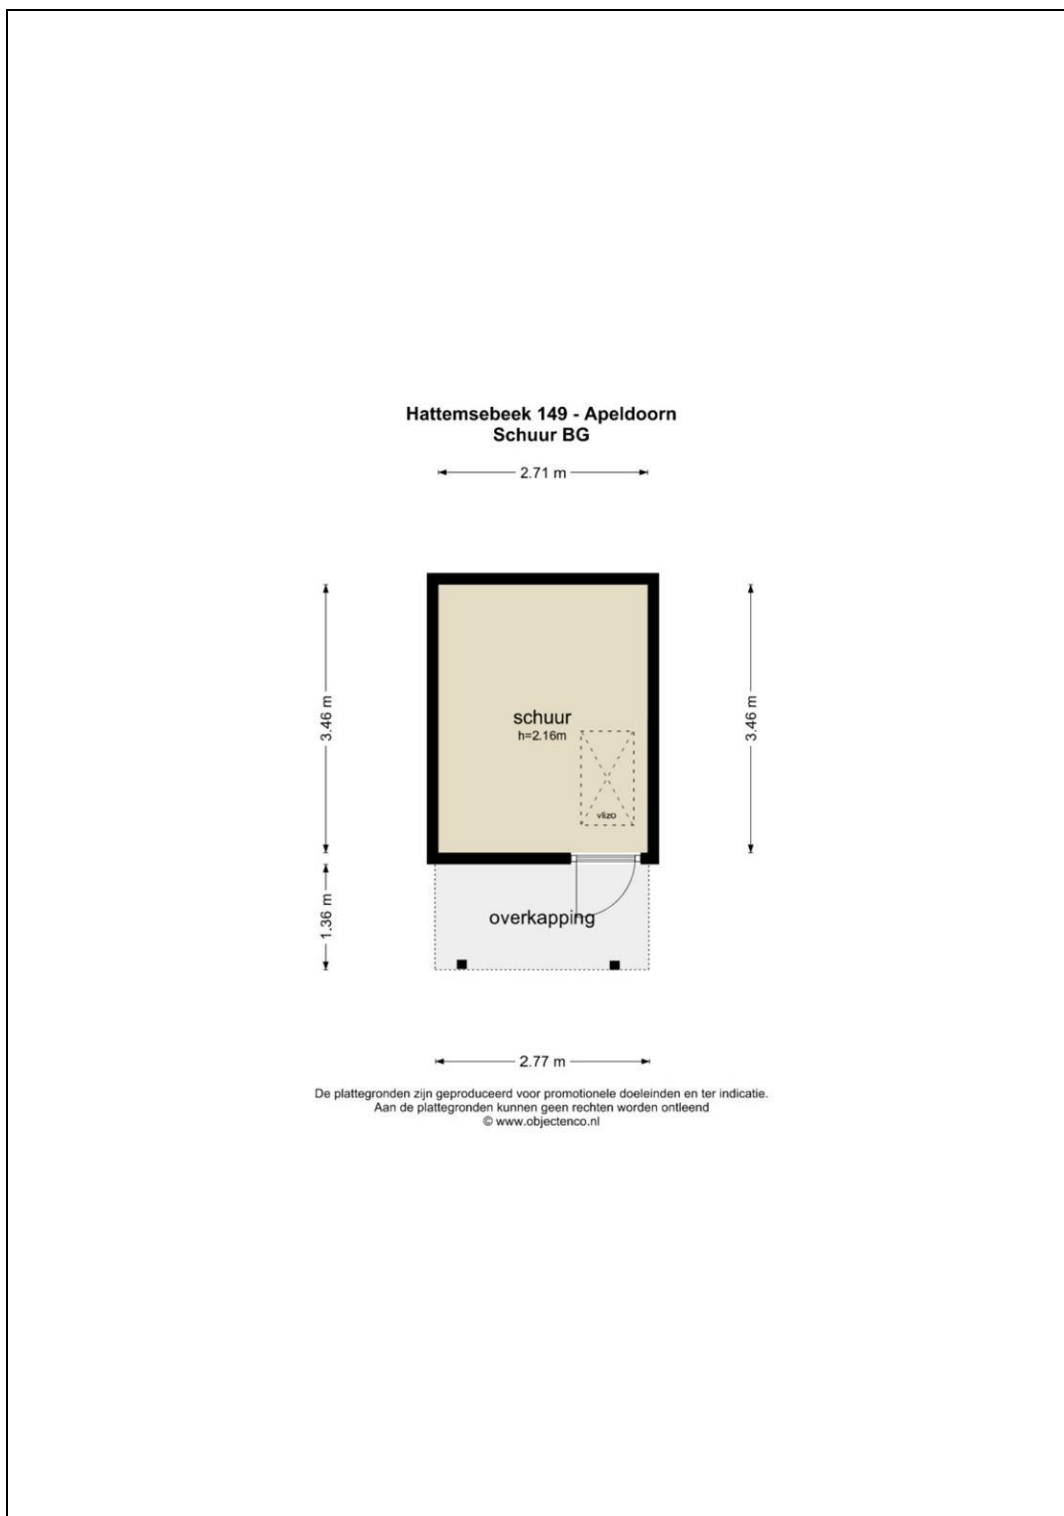 Hattemsebeek 149 - Apeldoorn
Schuur BG
2.71 m
3.46 m
3.46 m
schuur
h=2.16m
vlizo
1.36 m
overkapping
2.77 m
De plattegronden zijn geproduceerd voor promotionele doeleinden en ter indicatie.
Aan de plattegronden kunnen geen rechten worden ontleend
© www.objectenco.nl